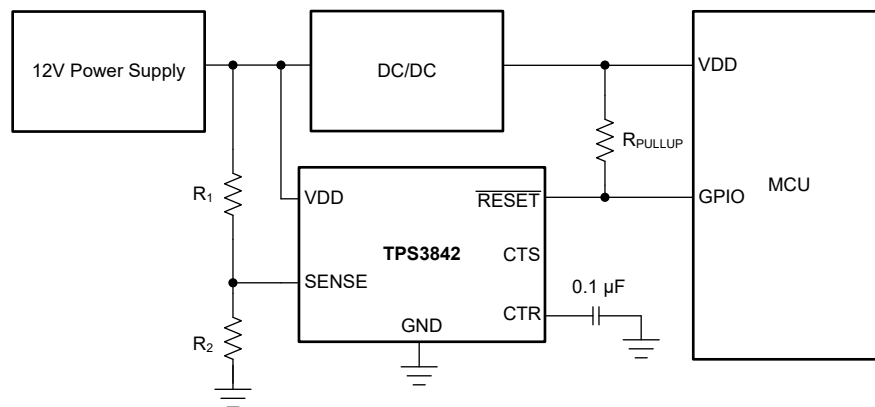 12V Power Supply
DC/DC
VDD
R1
VDD
RESET
RPULLUP
GPIO
MCU
TPS3842
CTS
SENSE
0.1 µF
CTR
GND
R2